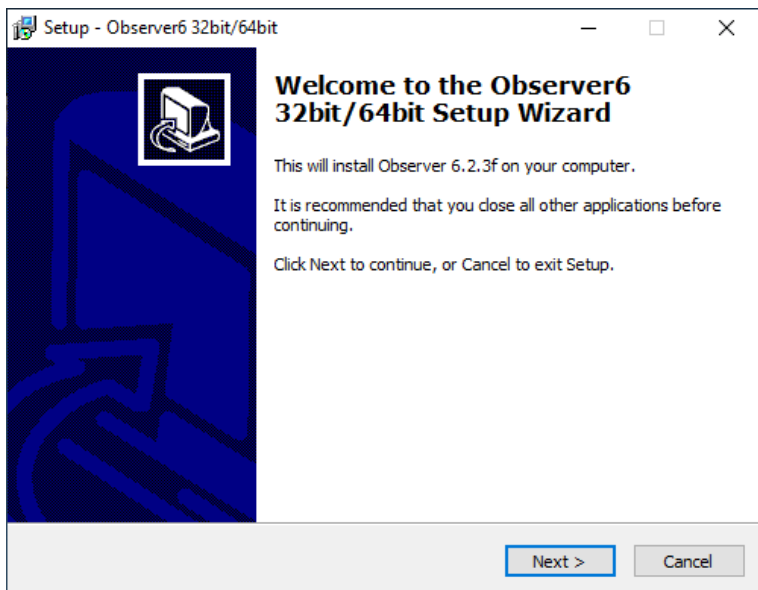 Setup - Observer6 32bit/64bit
Welcome to the Observer6
32bit/64bit Setup Wizard
This will install Observer 6.2.3f on your computer.
It is recommended that you close all other applications before
continuing.
Click Next to continue, or Cancel to exit Setup.
Next >
Cancel